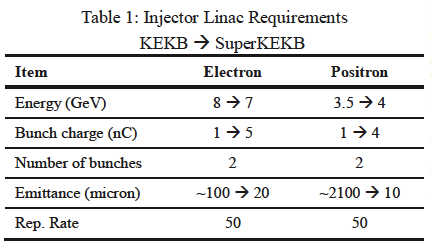 Table 1: Injector Linac Requirements
KEKB → SuperKEKB
Item Electron Positron
Energy (GeV) 8 → 7 3.5 → 4
Bunch charge (nC) 1 → 5 1 → 4
Number of bunches 2 2
Emittance (micron) ~100 → 20 ~2100 → 10
Rep. Rate 50 50